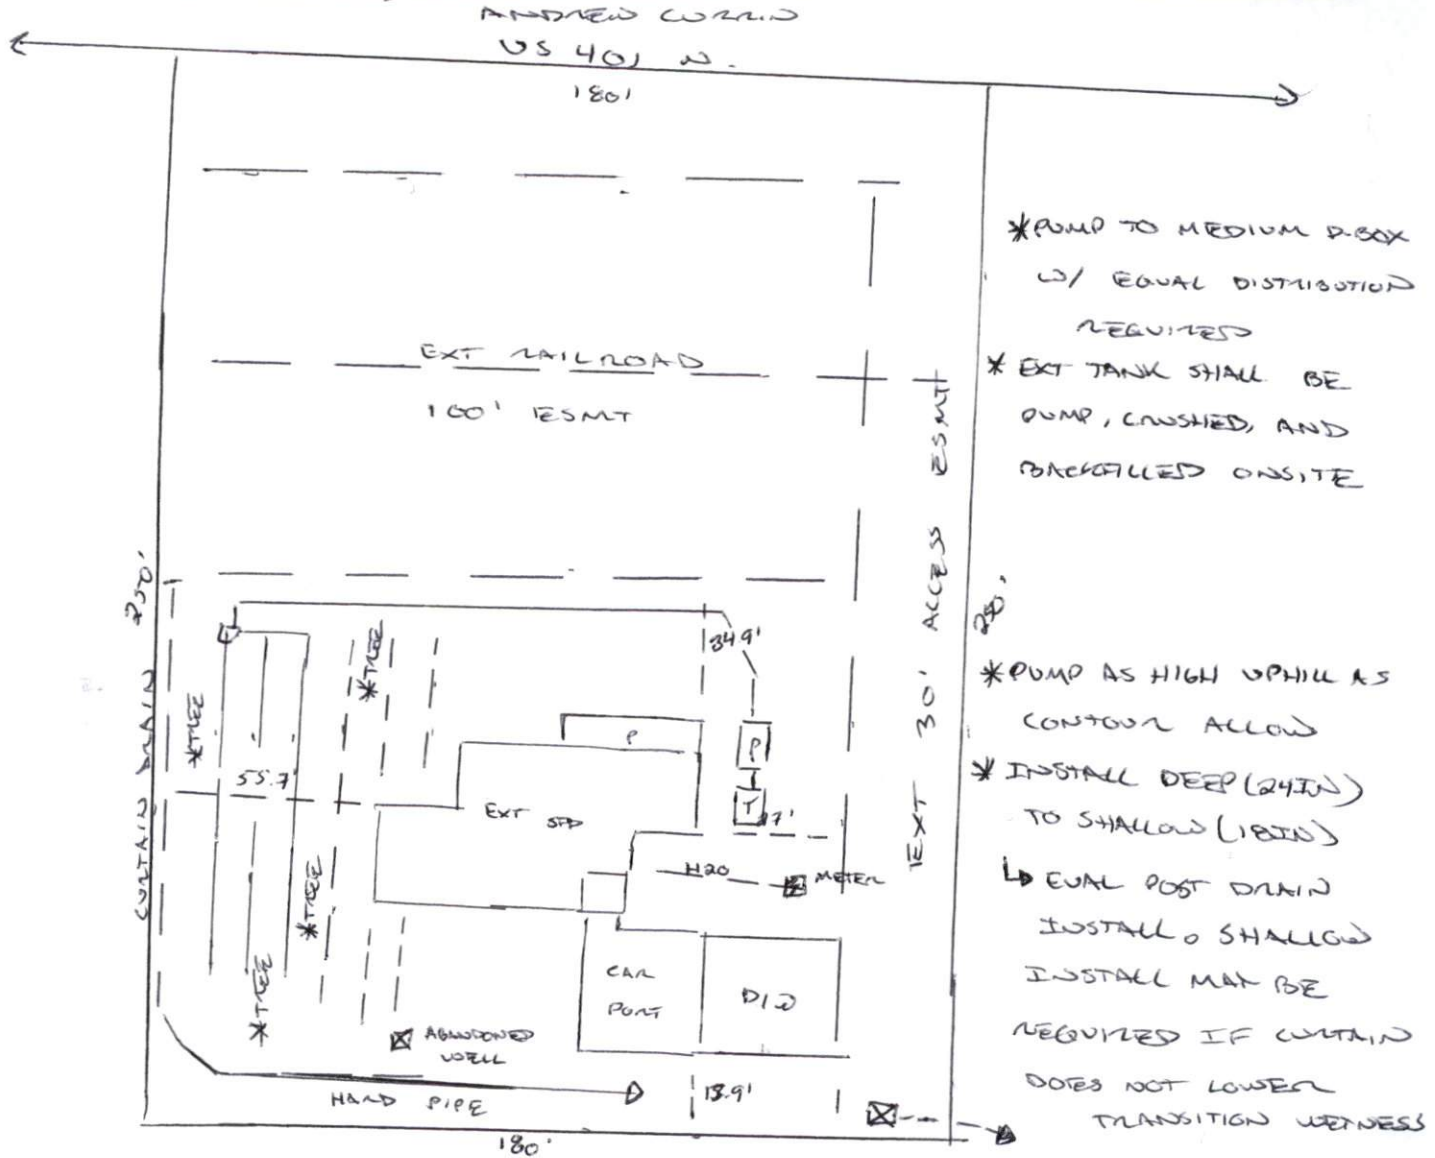 ANDREW CURRIN
US 401 N.
180'
*PUMP TO MEDIUM D-BOX
W/ EQUAL DISTRIBUTION
REQUIRED
* EXT TANK SHALL BE
PUMP, CRUSHED, AND
BACKFILLED ONSITE
EXT RAILROAD
100' ESMT
EXT 30' ACCESS ESMT
250'
250'
CURTAIN DRAIN
34.9'
*TREE
*TREE
*PUMP AS HIGH UPHILL AS
CONTOUR ALLOW
* INSTALL DEEP (24IN)
TO SHALLOW (18IN)
EVAL POST DRAIN
INSTALL. SHALLOW
INSTALL MAY BE
REQUIRED IF CURTAIN
DOES NOT LOWER
TRANSITION WETNESS
P
P
T
55.7'
EXT SFD
H20
METER
*TREE
*TREE
CAR
PORT
D/W
ABANDONED
WELL
HARD PIPE
180'